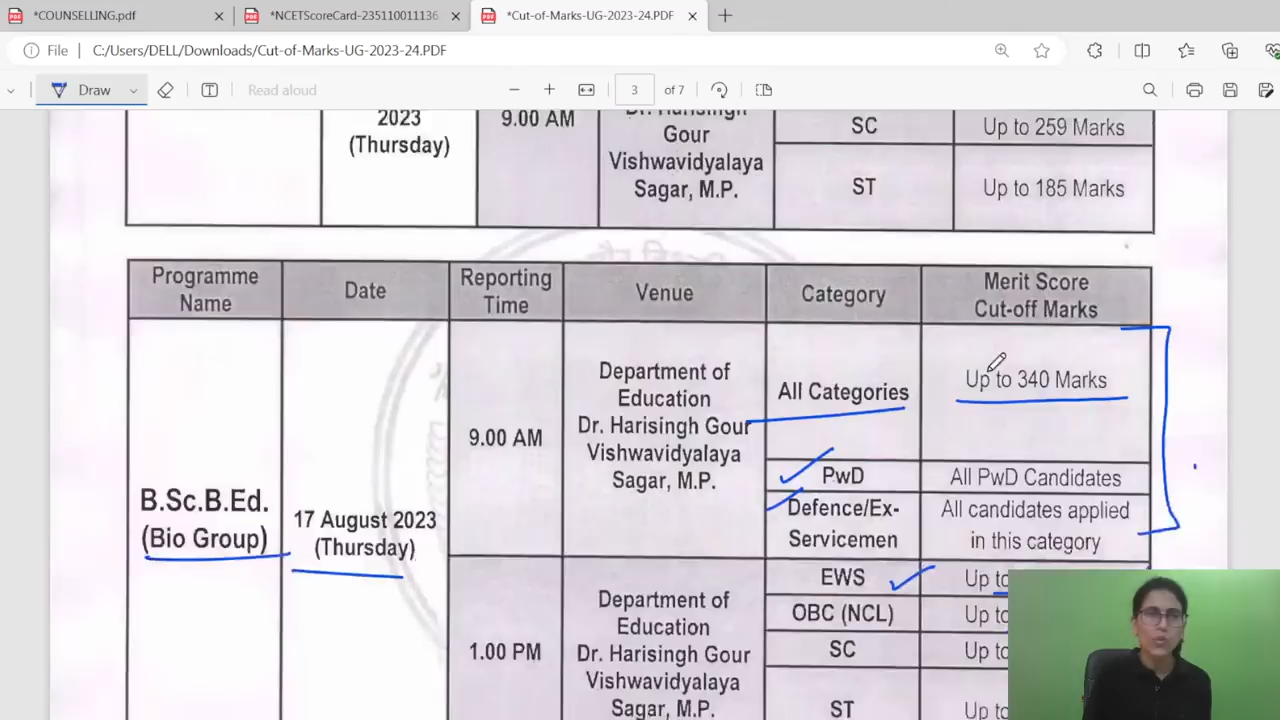 *COUNSELLING.pdf
*NCETScoreCard-235110011136
*Cut-of-Marks-UG-2023-24.PDF
File
C:/Users/DELL/Downloads/Cut-of-Marks-UG-2023-24.PDF
Draw
Read aloud
3
of 7
2023
(Thursday)
9.00 AM
Dr. Harisingh
Gour
Vishwavidyalaya
Sagar, M.P.
SC
Up to 259 Marks
ST
Up to 185 Marks
Programme
Name
Date
Reporting
Time
Venue
Category
Merit Score
Cut-off Marks
B.Sc.B.Ed.
(Bio Group)
17 August 2023
(Thursday)
9.00 AM
Department of
Education
Dr. Harisingh Gour
Vishwavidyalaya
Sagar, M.P.
All Categories
Up to 340 Marks
PwD
All PwD Candidates
Defence/Ex-
Servicemen
All candidates applied
in this category
1.00 PM
Department of
Education
Dr. Harisingh Gour
Vishwavidyalaya
Sagar, M.P.
EWS
Up to
OBC (NCL)
Up to
SC
Up to
ST
Up to